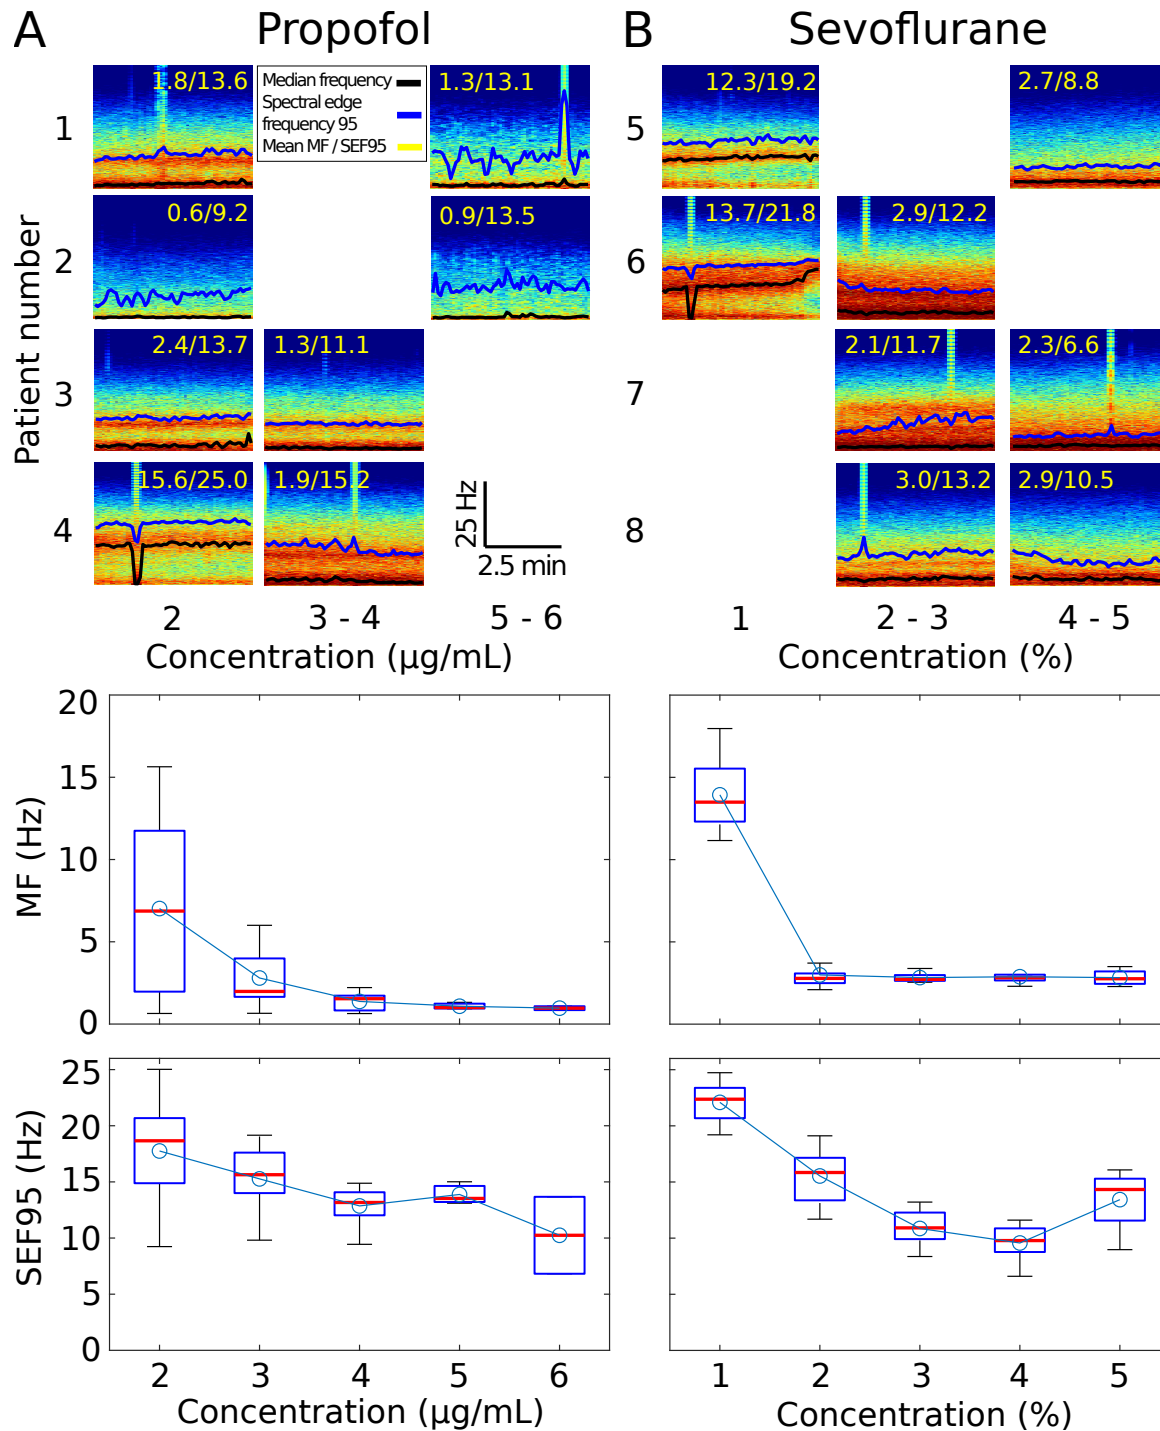 A Propofol
B Sevoflurane
Patient number
1
1.8/13.6
Median frequency
Spectral edge
frequency 95
Mean MF / SEF95
1.3/13.1
5
12.3/19.2
2.7/8.8
2
0.6/9.2
0.9/13.5
6
13.7/21.8
2.9/12.2
3
2.4/13.7
1.3/11.1
7
2.1/11.7
2.3/6.6
4
15.6/25.0
1.9/15.2
25 Hz
2.5 min
8
3.0/13.2
2.9/10.5
2 3 - 4 5 - 6
Concentration (µg/mL)
1 2 - 3 4 - 5
Concentration (%)
MF (Hz)
20
15
10
5
0
SEF95 (Hz)
25
20
15
10
5
0
2 3 4 5 6
Concentration (µg/mL)
1 2 3 4 5
Concentration (%)